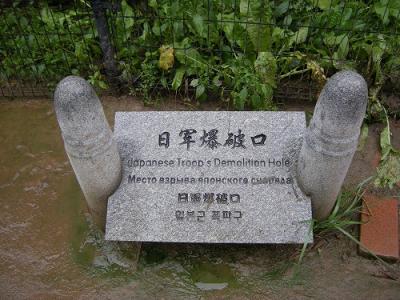 日军爆破口
Japanese Troop's Demolition Hole
Место взрыва японского снаряда
日軍爆破口
일본군 폭파구